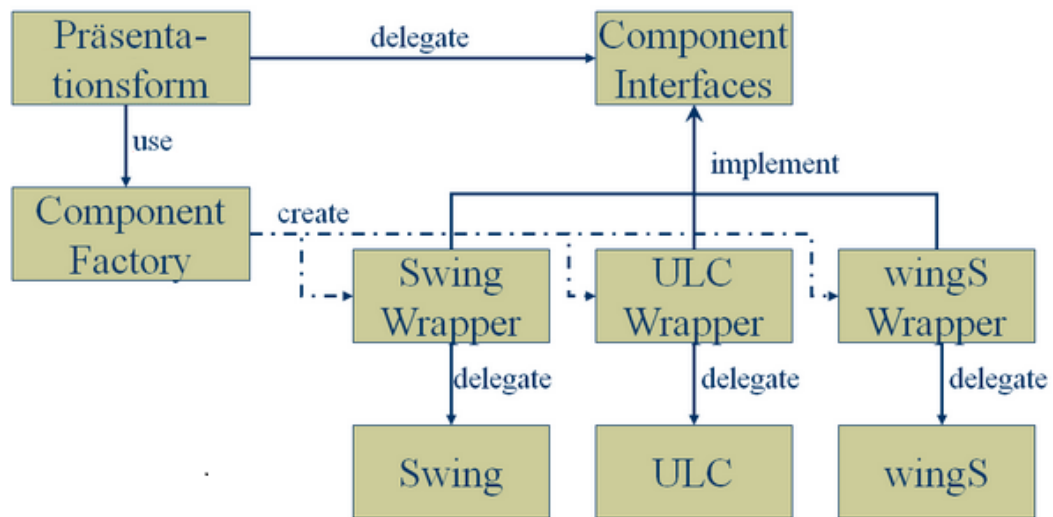 Präsenta-
tionsform
delegate
Component
Interfaces
use
implement
Component
Factory
create
Swing
Wrapper
ULC
Wrapper
wingS
Wrapper
delegate
delegate
delegate
Swing
ULC
wingS